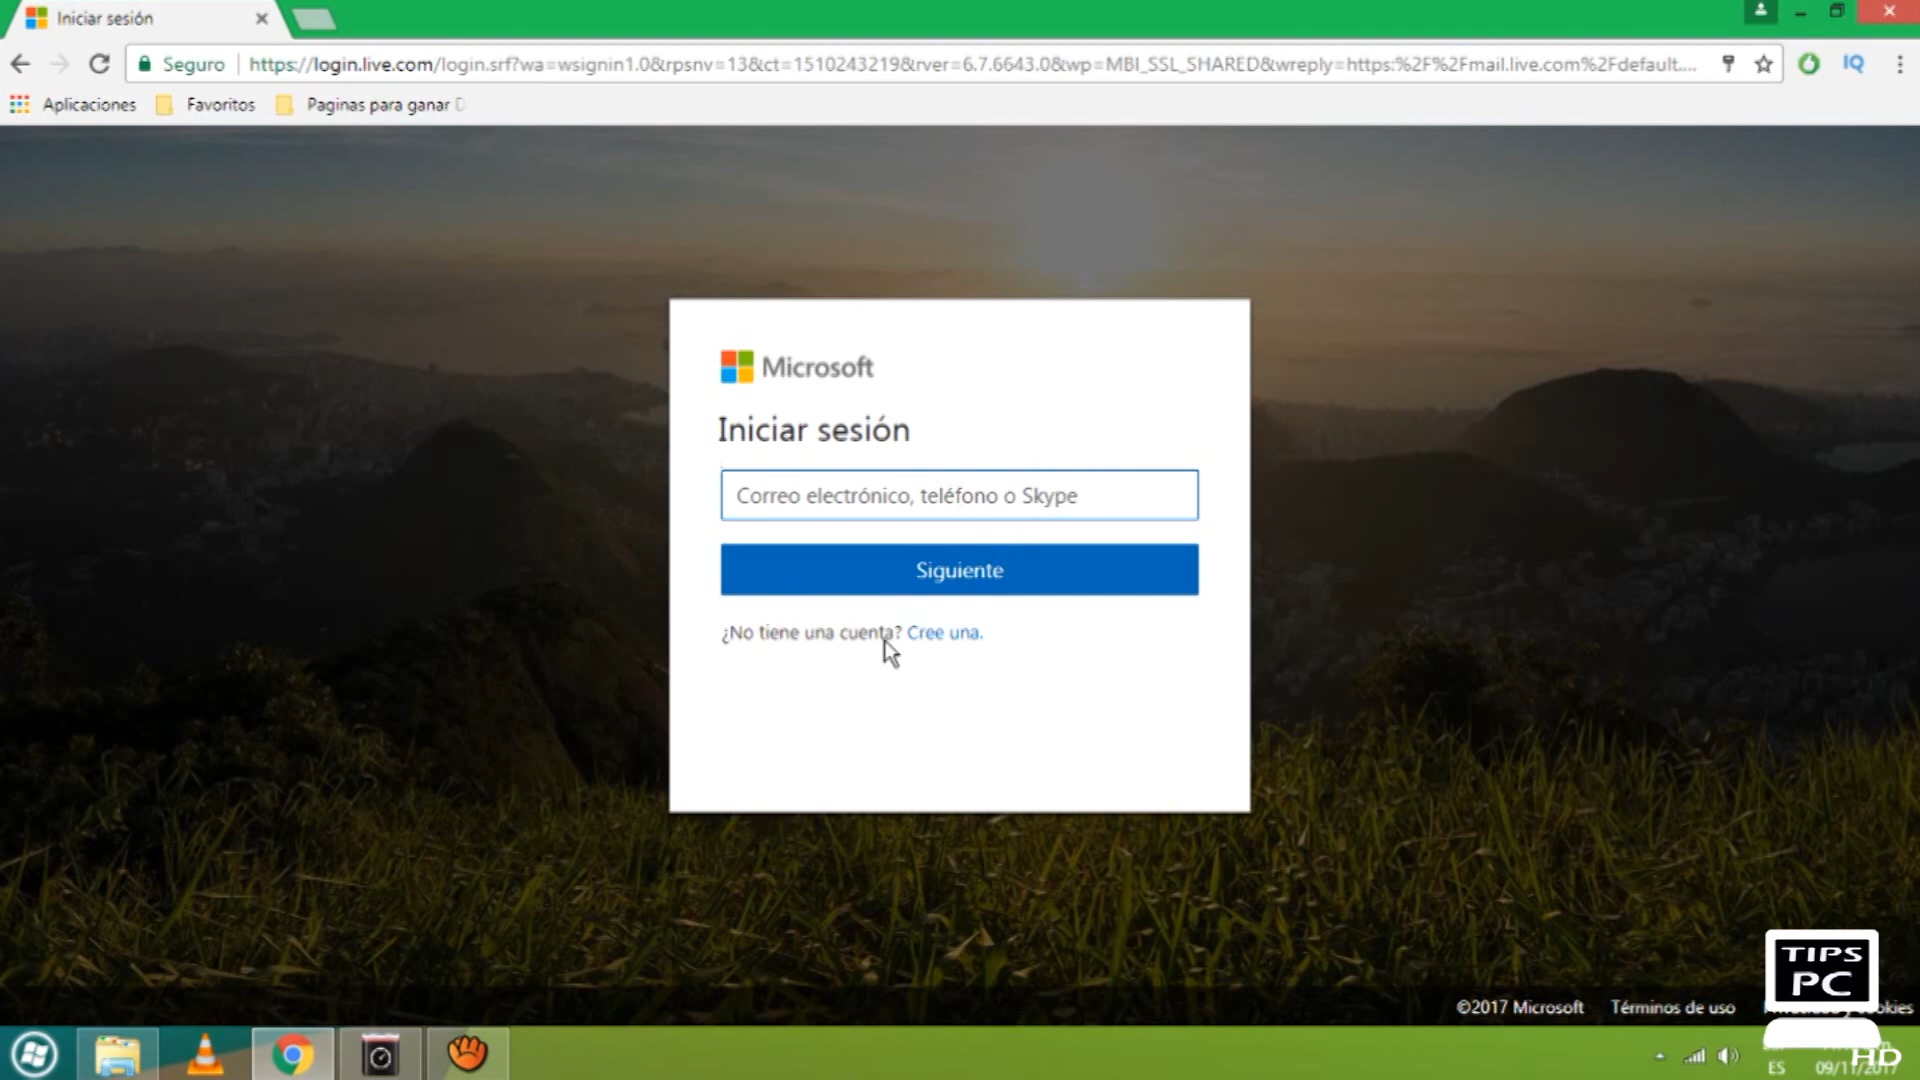 Iniciar sesión
Seguro
https://login.live.com/login.srf?wa=wsignin1.0&rpsnv=13&ct=1510243219&rver=6.7.6643.0&wp=MBI_SSL_SHARED&wreply=https:%2F%2Fmail.live.com%2Fdefault....
IQ
Aplicaciones
Favoritos
Paginas para ganar D
Microsoft
Iniciar sesión
Correo electrónico, teléfono o Skype
Siguiente
¿No tiene una cuenta? Cree una.
TIPS
PC
HD
©2017 Microsoft
Términos de uso
ES
09/11/2017